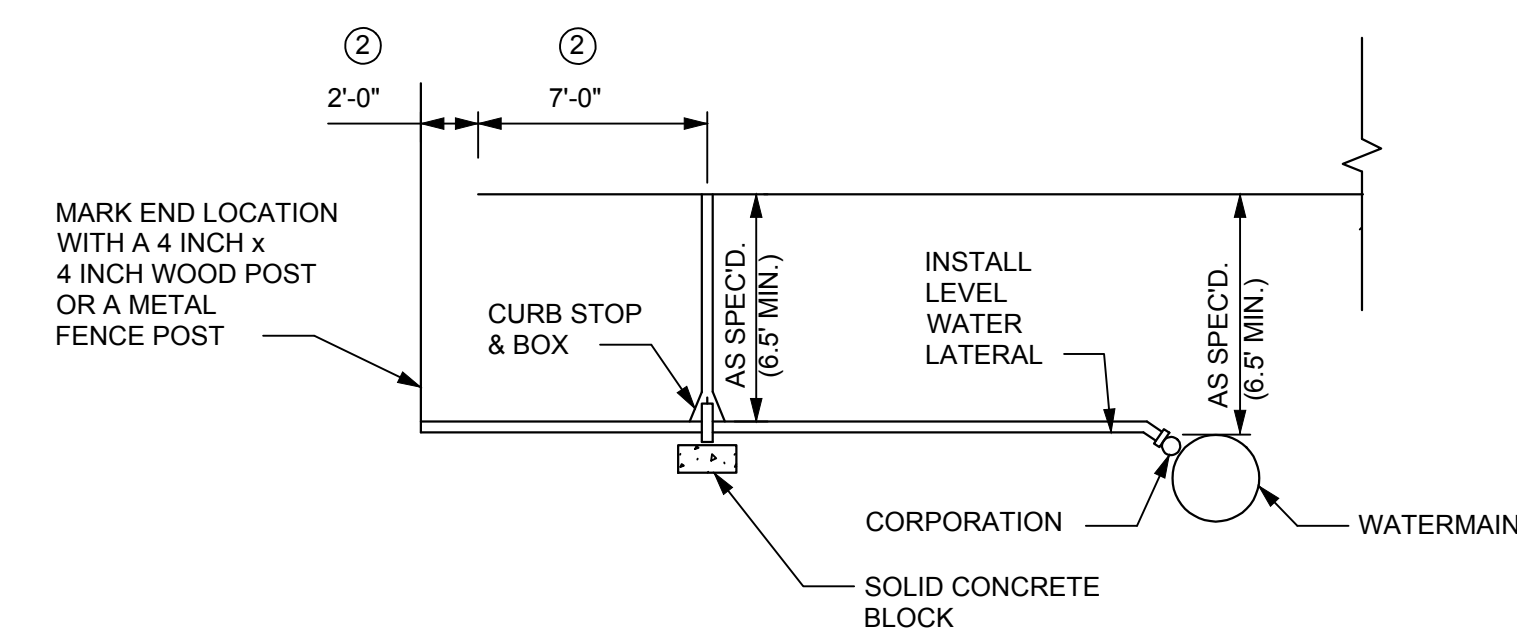 2
2
2'-0"
7'-0"
MARK END LOCATION
WITH A 4 INCH x
4 INCH WOOD POST
OR A METAL
FENCE POST
CURB STOP
& BOX
AS SPEC'D.
(6.5' MIN.)
INSTALL
LEVEL
WATER
LATERAL
AS SPEC'D.
(6.5' MIN.)
CORPORATION
WATERMAIN
SOLID CONCRETE
BLOCK